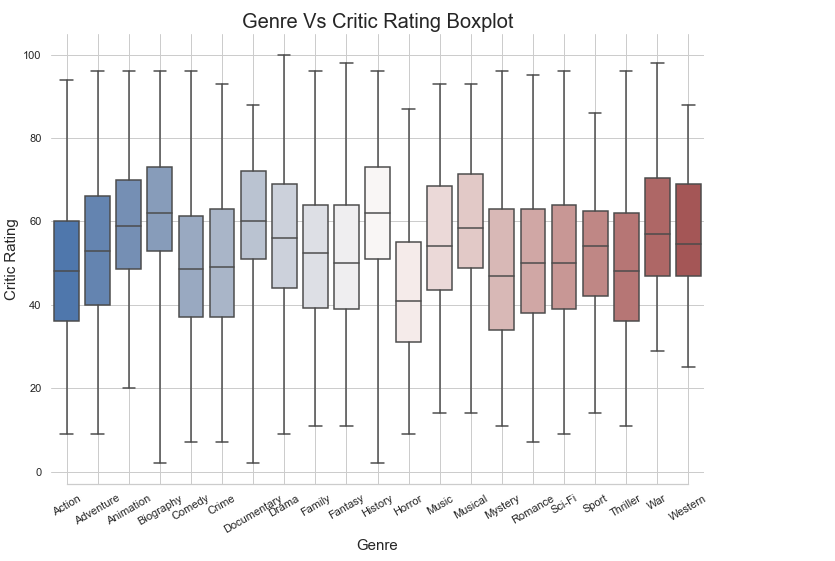 Genre Vs Critic Rating Boxplot
100
80
60
40
20
0
Critic Rating
Action
Adventure
Animation
Biography
Comedy
Crime
Documentary
Drama
Family
Fantasy
History
Horror
Music
Musical
Mystery
Romance
Sci-Fi
Sport
Thriller
War
Western
Genre